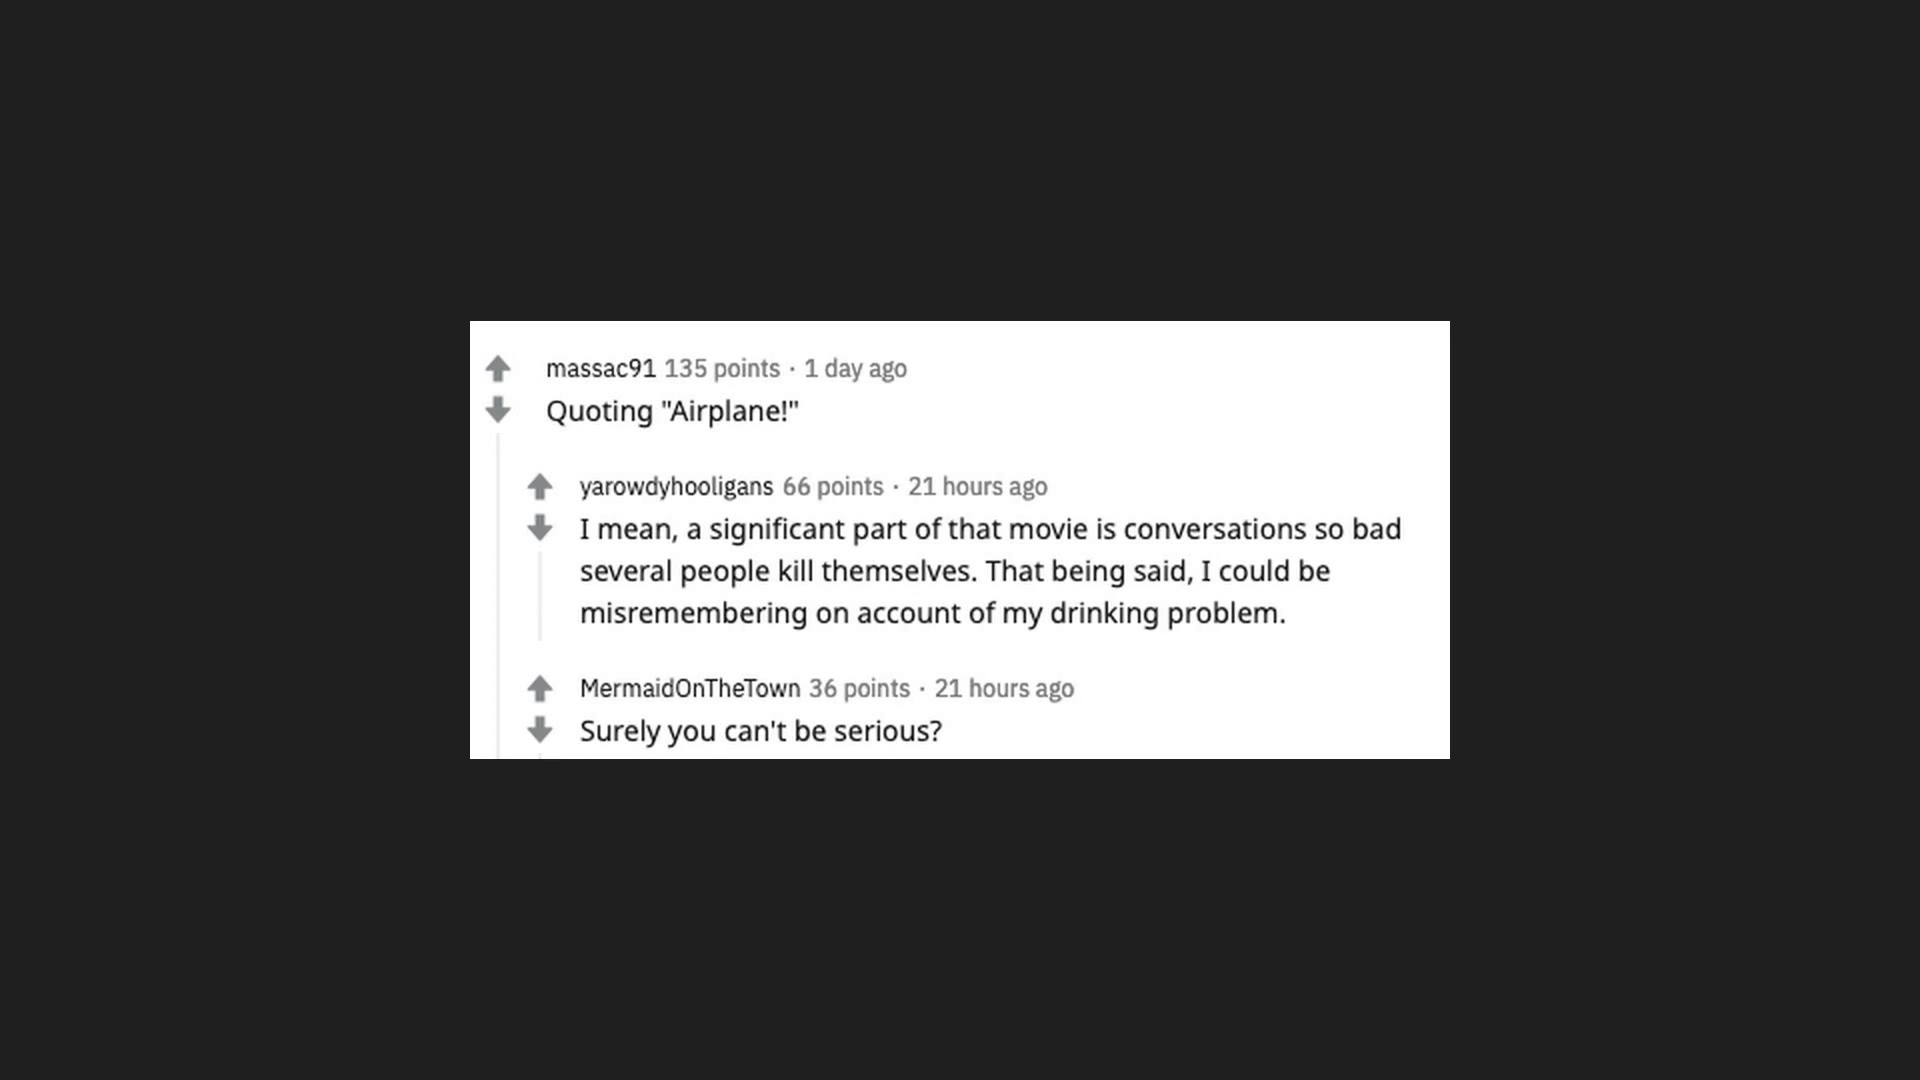 massac91 135 points · 1 day ago
Quoting "Airplane!"
yarowdyhooligans 66 points · 21 hours ago
I mean, a significant part of that movie is conversations so bad
several people kill themselves. That being said, I could be
misremembering on account of my drinking problem.
MermaidOnTheTown 36 points · 21 hours ago
Surely you can't be serious?